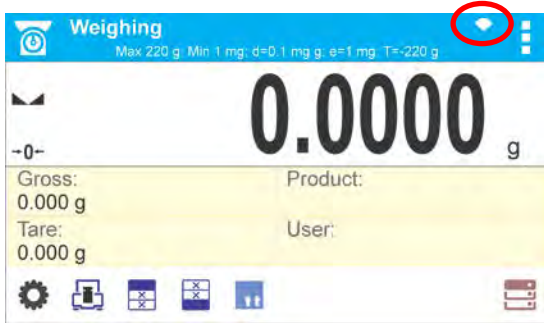 Weighing
Max 220 g: Min 1 mg: d=0.1 mg g: e=1 mg: T=-220 g
0.0000 g
→0←
Gross:
0.000 g
Product:
Tare:
0.000 g
User: